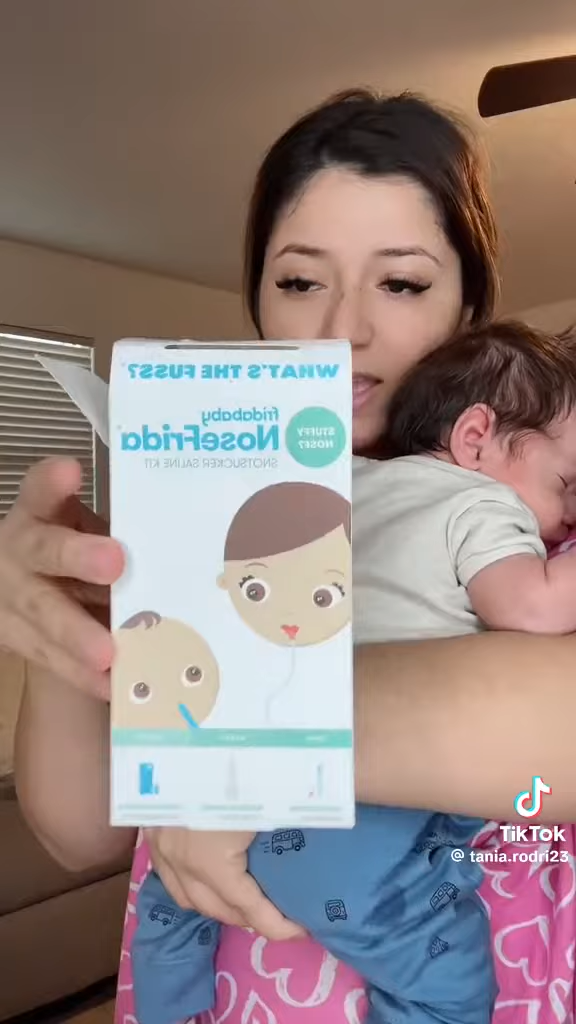 WHAT'S THE FUSS?
fridababy
NoseFrida
SNOTSUCKER SALINE KIT
STUFFY
NOSE?
TikTok
@ tania.rodri23